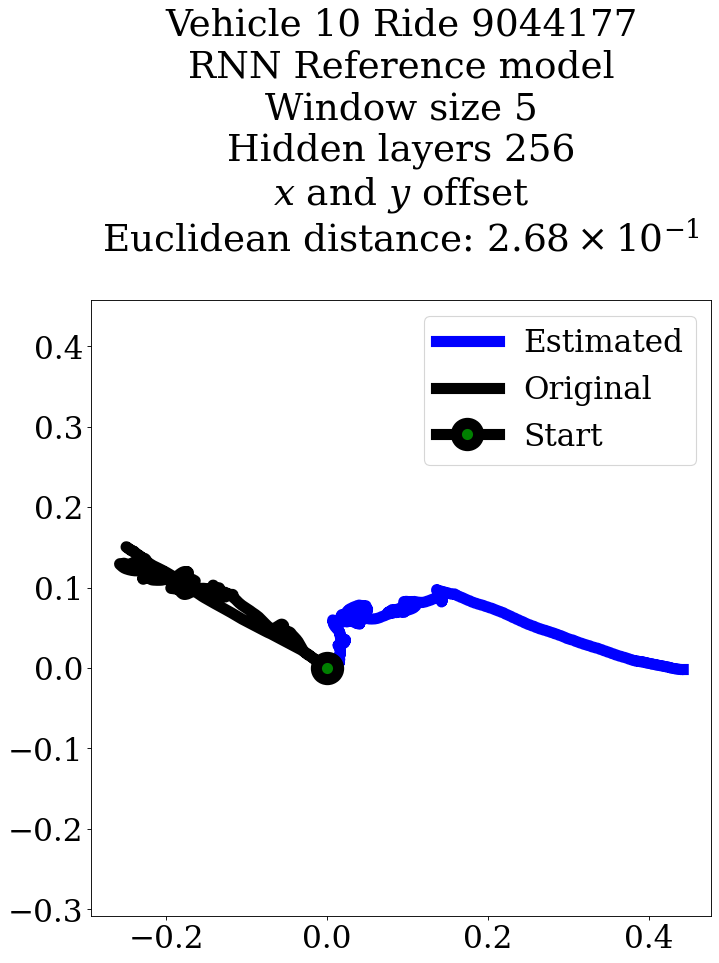 Vehicle 10 Ride 9044177
RNN Reference model
Window size 5
Hidden layers 256
x and y offset
Euclidean distance: 2.68 × 10⁻¹
Estimated
Original
Start
0.4
0.3
0.2
0.1
0.0
−0.1
−0.2
−0.3
−0.2 0.0 0.2 0.4